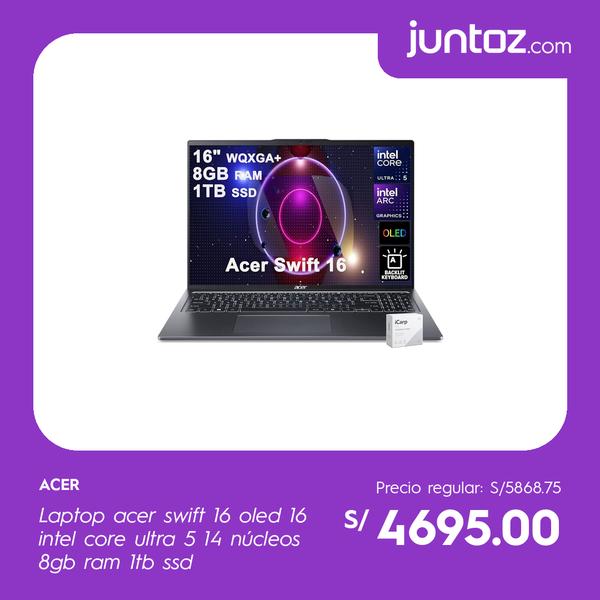 juntoz.com
16" WQXGA+
8GB RAM
1TB SSD
intel
CORE
ULTRA 5
intel
ARC
GRAPHICS
OLED
A
BACKLIT
KEYBOARD
Acer Swift 16
acer
iCarp
ACER
Laptop acer swift 16 oled 16
intel core ultra 5 14 núcleos
8gb ram 1tb ssd
Precio regular: S/5868.75
S/ 4695.00